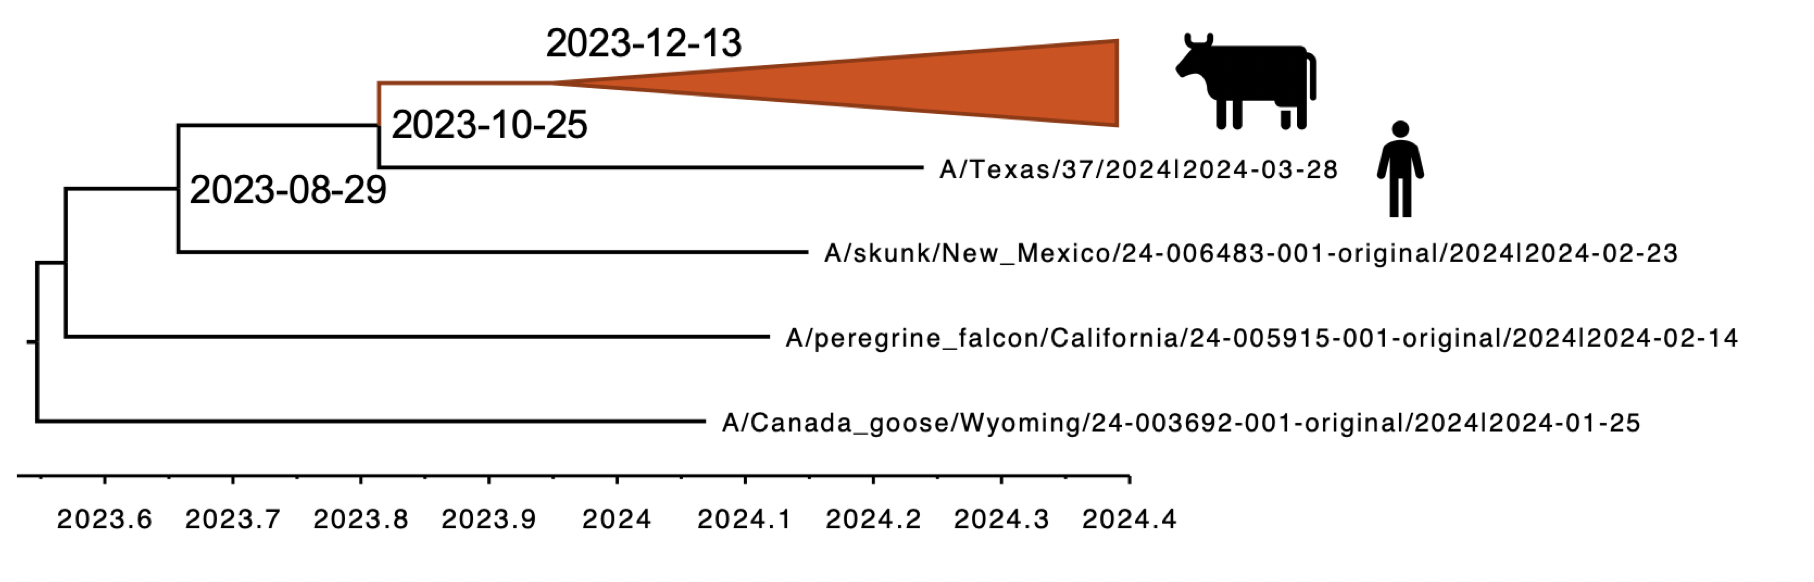 2023-12-13
2023-10-25
A/Texas/37/2024|2024-03-28
2023-08-29
A/skunk/New_Mexico/24-006483-001-original/2024|2024-02-23
A/peregrine_falcon/California/24-005915-001-original/2024|2024-02-14
A/Canada_goose/Wyoming/24-003692-001-original/2024|2024-01-25
2023.6 2023.7 2023.8 2023.9 2024 2024.1 2024.2 2024.3 2024.4